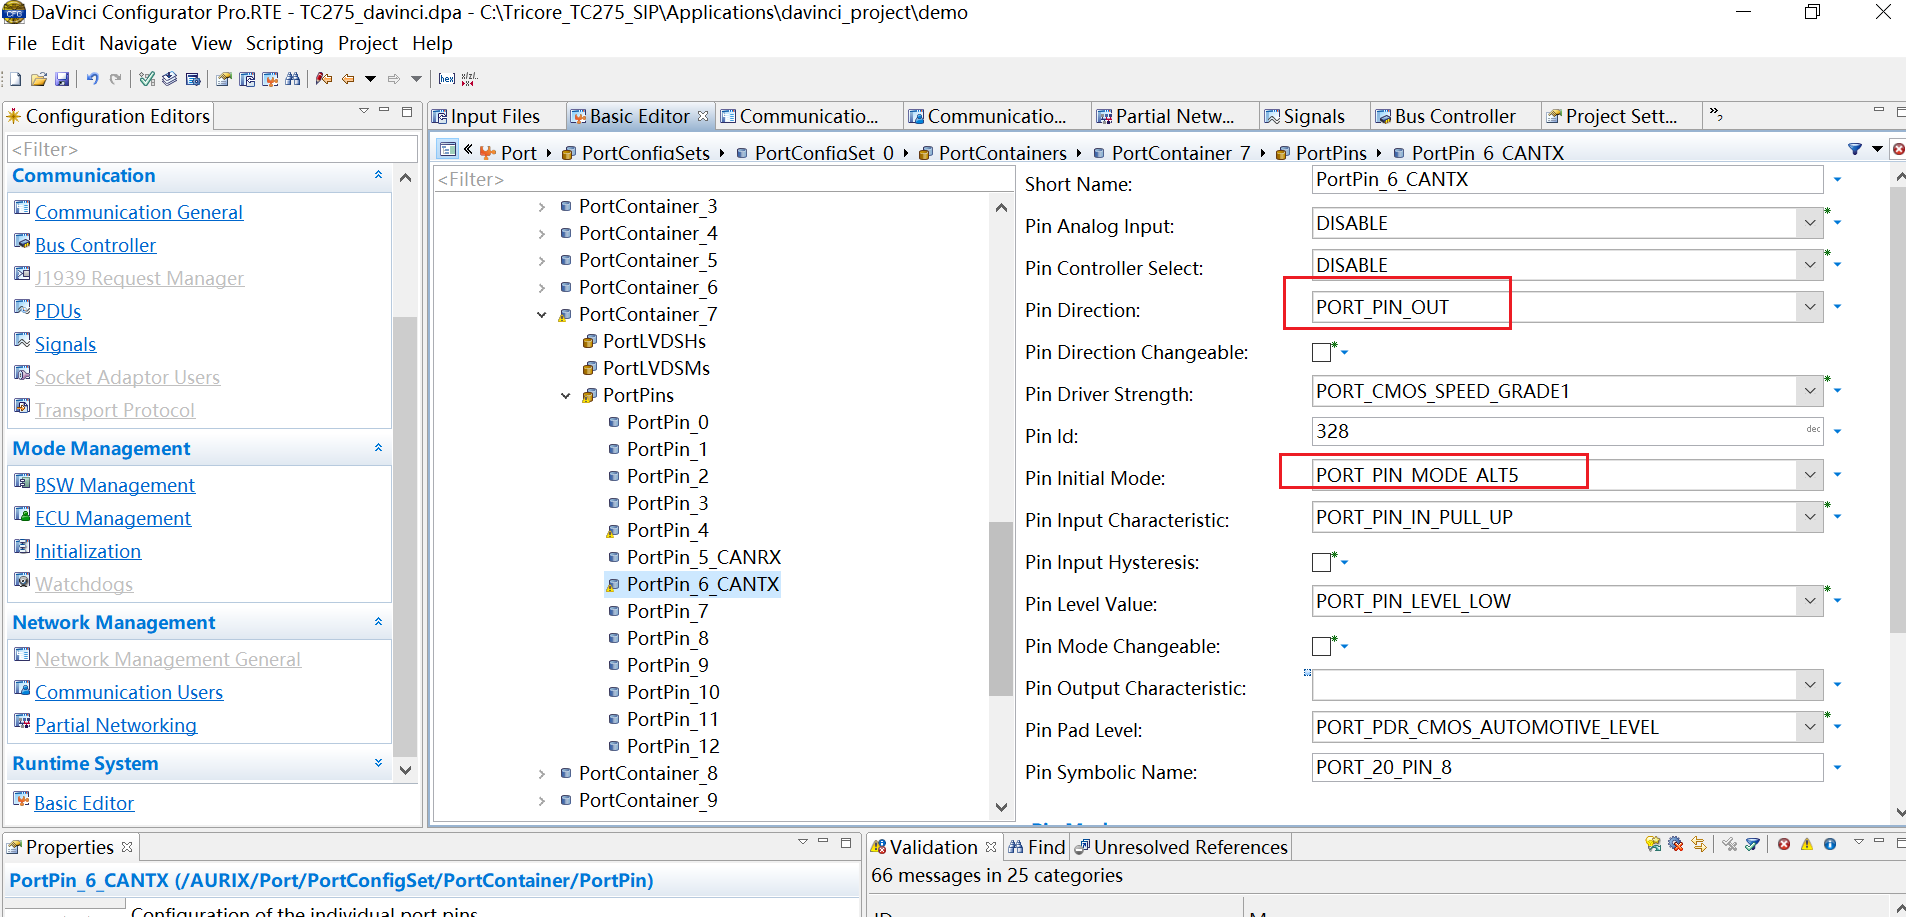 DaVinci Configurator Pro.RTE - TC275_davinci.dpa - C:\Tricore_TC275_SIP\Applications\davinci_project\demo
File Edit Navigate View Scripting Project Help
Configuration Editors
<Filter>
Communication
Communication General
Bus Controller
J1939 Request Manager
PDUs
Signals
Socket Adaptor Users
Transport Protocol
Mode Management
BSW Management
ECU Management
Initialization
Watchdogs
Network Management
Network Management General
Communication Users
Partial Networking
Runtime System
Basic Editor
Input Files
Basic Editor
Communicatio...
Communicatio...
Partial Netw...
Signals
Bus Controller
Project Sett...
Port PortConfigSets PortConfigSet_0 PortContainers PortContainer_7 PortPins PortPin_6_CANTX
<Filter>
PortContainer_3
PortContainer_4
PortContainer_5
PortContainer_6
PortContainer_7
PortLVDSHs
PortLVDSMs
PortPins
PortPin_0
PortPin_1
PortPin_2
PortPin_3
PortPin_4
PortPin_5_CANRX
PortPin_6_CANTX
PortPin_7
PortPin_8
PortPin_9
PortPin_10
PortPin_11
PortPin_12
PortContainer_8
PortContainer_9
Short Name: PortPin_6_CANTX
Pin Analog Input: DISABLE
Pin Controller Select: DISABLE
Pin Direction: PORT_PIN_OUT
Pin Direction Changeable:
Pin Driver Strength: PORT_CMOS_SPEED_GRADE1
Pin Id: 328 dec
Pin Initial Mode: PORT_PIN_MODE_ALT5
Pin Input Characteristic: PORT_PIN_IN_PULL_UP
Pin Input Hysteresis:
Pin Level Value: PORT_PIN_LEVEL_LOW
Pin Mode Changeable:
Pin Output Characteristic:
Pin Pad Level: PORT_PDR_CMOS_AUTOMOTIVE_LEVEL
Pin Symbolic Name: PORT_20_PIN_8
Properties
PortPin_6_CANTX (/AURIX/Port/PortConfigSet/PortContainer/PortPin)
Configuration of the individual port pins
Validation
Find
Unresolved References
66 messages in 25 categories